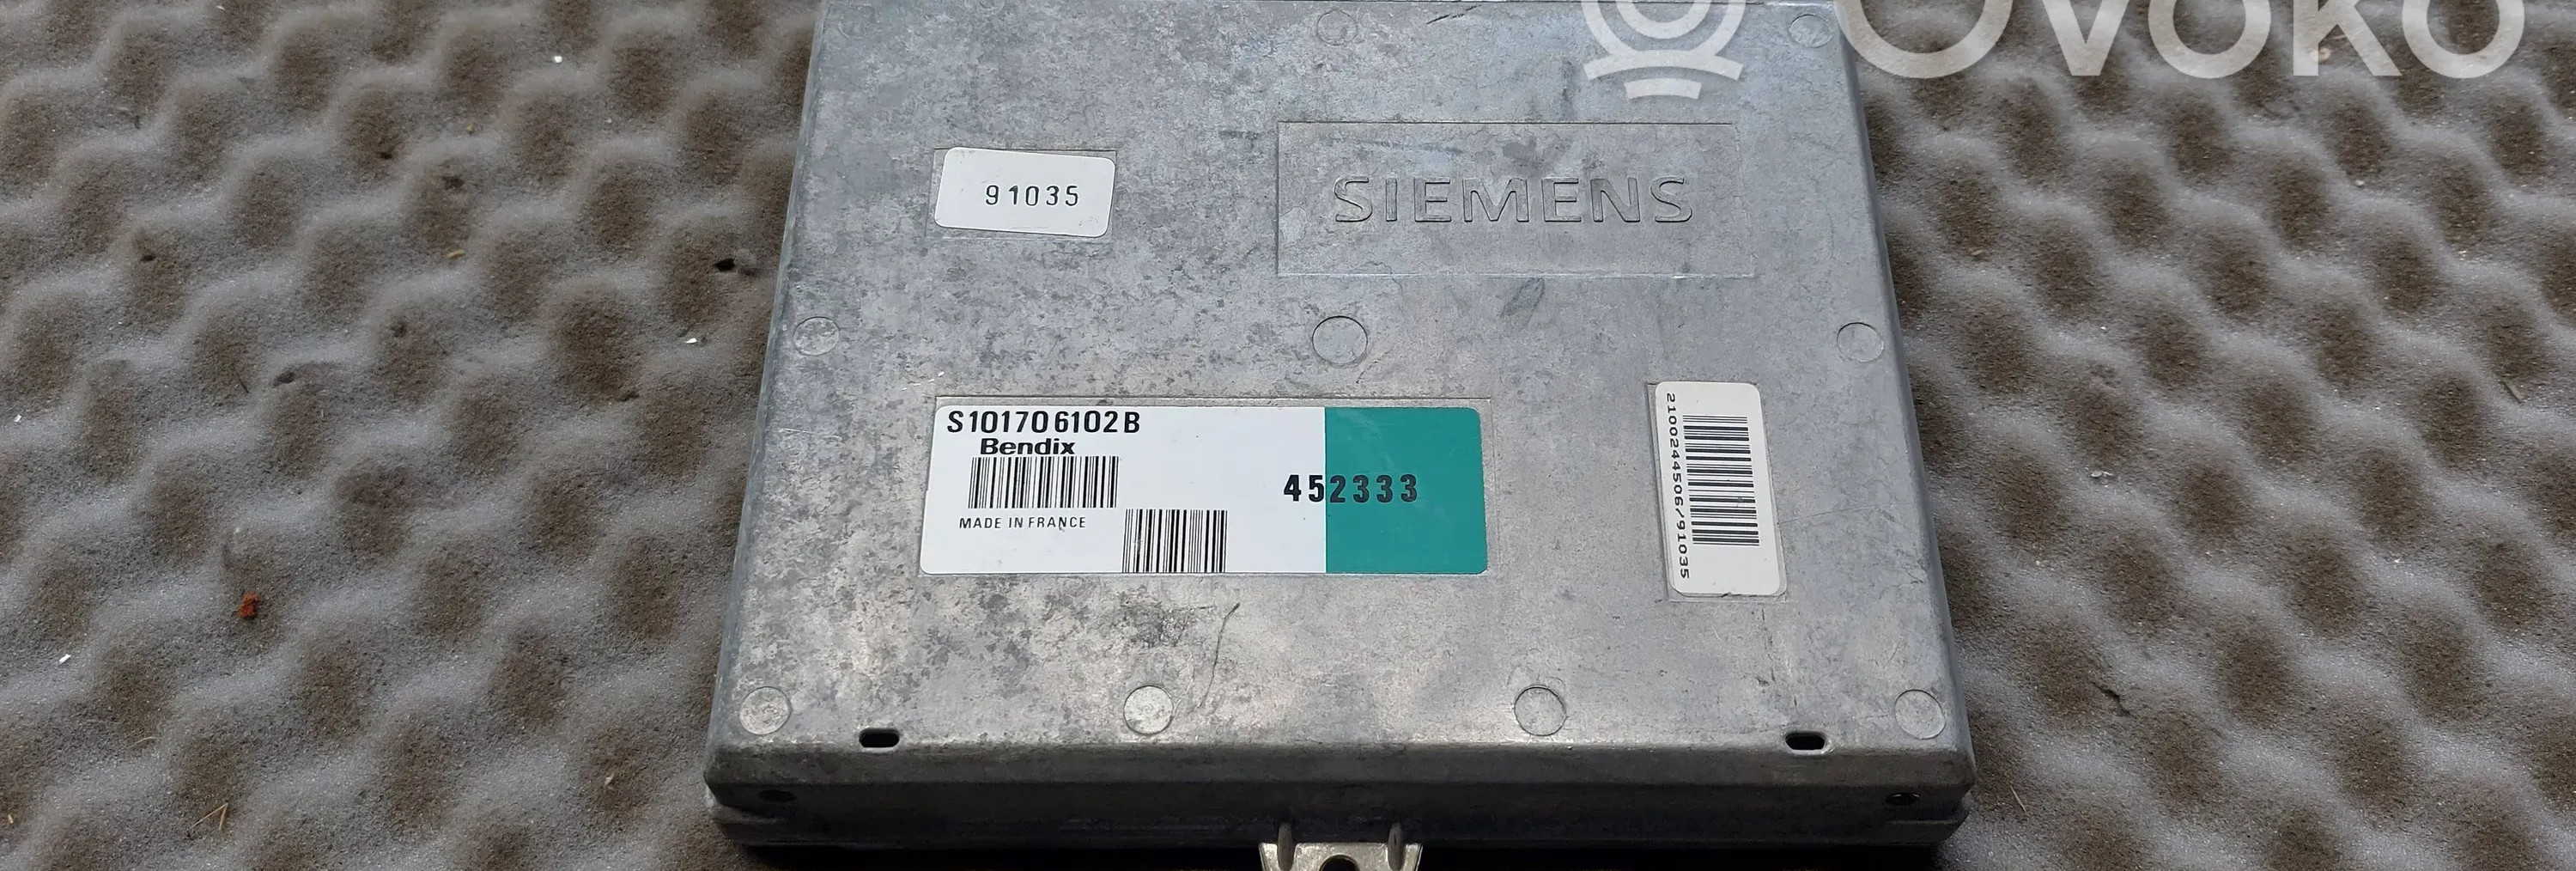 Ovoko
91035
SIEMENS
S101706102B
Bendix
452333
MADE IN FRANCE
2100244506/91035